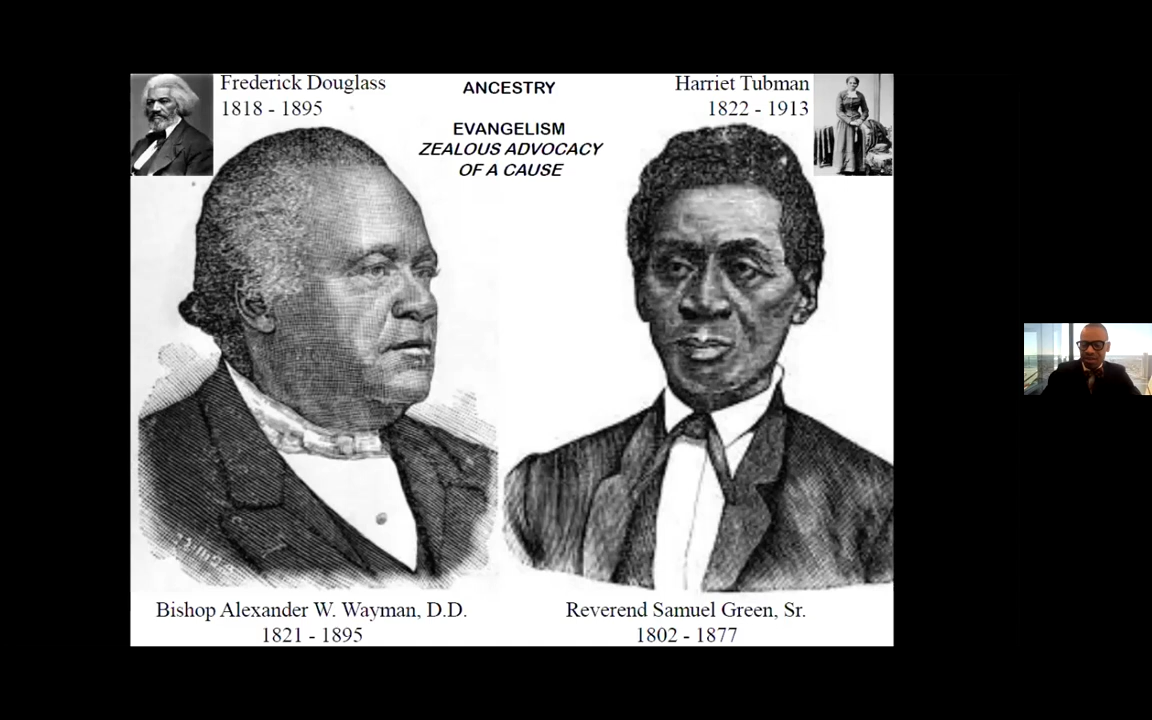 Frederick Douglass
1818 - 1895
ANCESTRY
EVANGELISM
ZEALOUS ADVOCACY
OF A CAUSE
Harriet Tubman
1822 - 1913
Bishop Alexander W. Wayman, D.D.
1821 - 1895
Reverend Samuel Green, Sr.
1802 - 1877